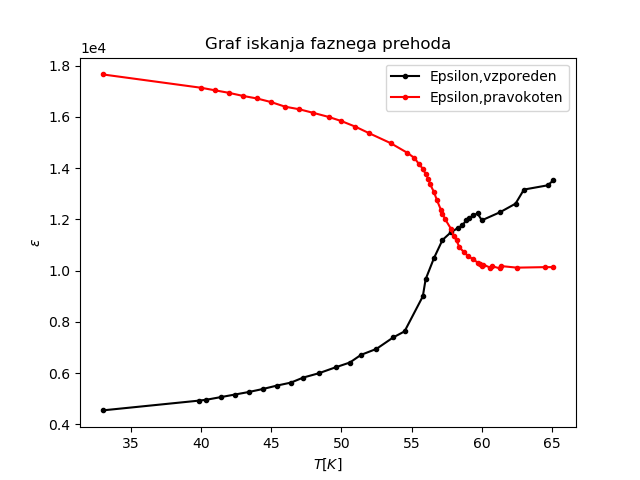 Graf iskanja faznega prehoda
1e4
1.8
1.6
1.4
1.2
1.0
0.8
0.6
0.4
ε
Epsilon,vzporeden
Epsilon,pravokoten
35 40 45 50 55 60 65
T[K]